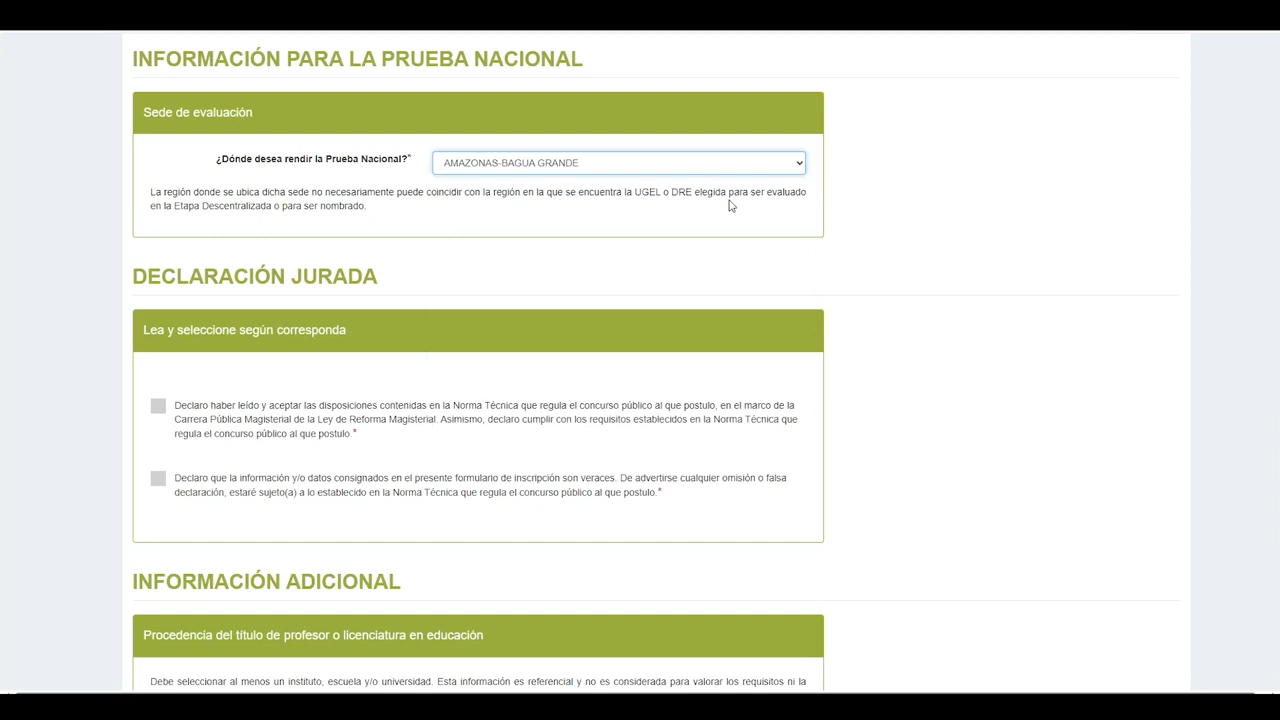 INFORMACIÓN PARA LA PRUEBA NACIONAL
Sede de evaluación
¿Dónde desea rendir la Prueba Nacional?*
AMAZONAS-BAGUA GRANDE
La región donde se ubica dicha sede no necesariamente puede coincidir con la región en la que se encuentra la UGEL o DRE elegida para ser evaluado
en la Etapa Descentralizada o para ser nombrado.
DECLARACIÓN JURADA
Lea y seleccione según corresponda
Declaro haber leído y aceptar las disposiciones contenidas en la Norma Técnica que regula el concurso público al que postulo, en el marco de la
Carrera Pública Magisterial de la Ley de Reforma Magisterial. Asimismo, declaro cumplir con los requisitos establecidos en la Norma Técnica que
regula el concurso público al que postulo.*
Declaro que la información y/o datos consignados en el presente formulario de inscripción son veraces. De advertirse cualquier omisión o falsa
declaración, estaré sujeto(a) a lo establecido en la Norma Técnica que regula el concurso público al que postulo.*
INFORMACIÓN ADICIONAL
Procedencia del título de profesor o licenciatura en educación
Debe seleccionar al menos un instituto, escuela y/o universidad. Esta información es referencial y no es considerada para valorar los requisitos ni la